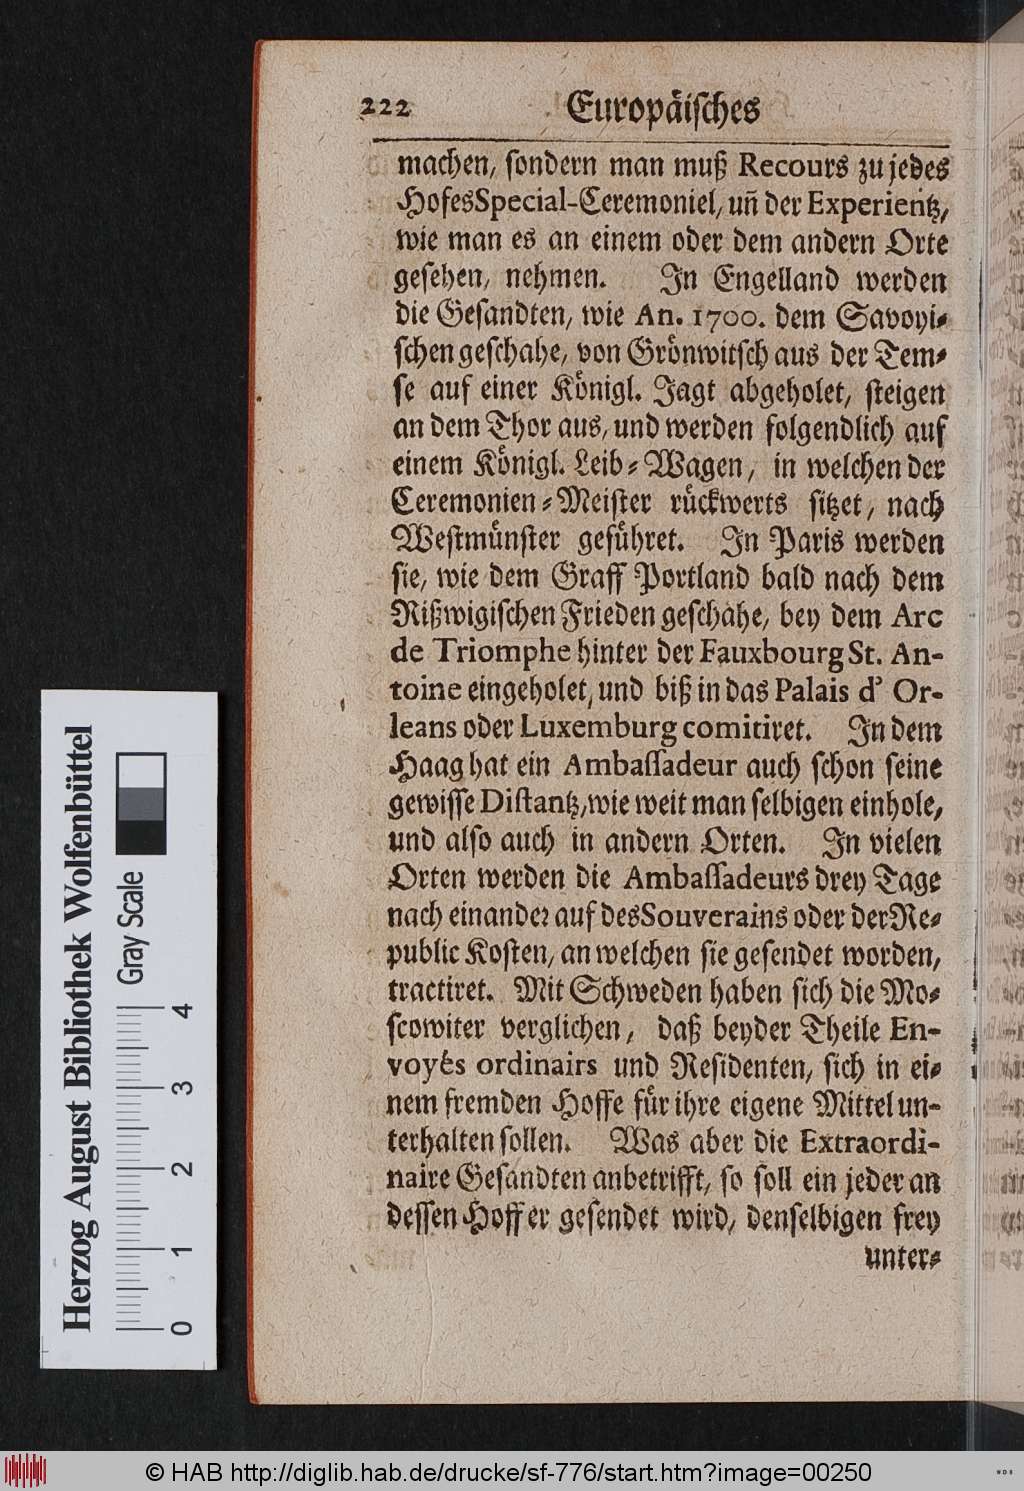 222 Europäiſches
machen, ſondern man muß Recours zu jedes
HofesSpecial-Ceremoniel, uñ der Experientz,
wie man es an einem oder dem andern Orte
geſehen, nehmen. In Engelland werden
die Geſandten, wie An. 1700. dem Savoyi-
ſchen geſchahe, von Grönwitſch aus der Tem-
ſe auf einer Königl. Jagt abgeholet, ſteigen
an dem Thor aus, und werden folgendlich auf
einem Königl. Leib-Wagen, in welchen der
Ceremonien-Meiſter rückwerts ſitzet, nach
Weſtmünſter geführet. In Paris werden
ſie, wie dem Graff Portland bald nach dem
Rißwigiſchen Frieden geſchahe, bey dem Arc
de Triomphe hinter der Fauxbourg St. An-
toine eingeholet, und biß in das Palais d' Or-
leans oder Luxemburg comitiret. In dem
Haag hat ein Ambaſſadeur auch ſchon ſeine
gewiſſe Diſtantz, wie weit man ſelbigen einhole,
und alſo auch in andern Orten. In vielen
Orten werden die Ambaſſadeurs drey Tage
nach einander auf des Souverains oder der Re-
public Koſten, an welchen ſie geſendet worden,
tractiret. Mit Schweden haben ſich die Mo-
ſcowiter verglichen, daß beyder Theile En-
voyés ordinairs und Reſidenten, ſich in ei-
nem fremden Hoffe für ihre eigene Mittel un-
terhalten ſollen. Was aber die Extraordi-
naire Geſandten anbetrifft, ſo ſoll ein jeder an
deſſen Hoff er geſendet wird, denſelbigen frey
unter-
Herzog August Bibliothek Wolfenbüttel
Gray Scale
0 1 2 3 4
© HAB http://diglib.hab.de/drucke/sf-776/start.htm?image=00250